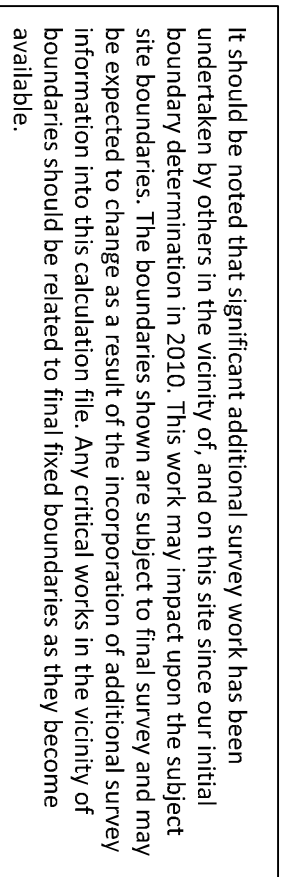 It should be noted that significant additional survey work has been
undertaken by others in the vicinity of, and on this site since our initial
boundary determination in 2010. This work may impact upon the subject
site boundaries. The boundaries shown are subject to final survey and may
be expected to change as a result of the incorporation of additional survey
information into this calculation file. Any critical works in the vicinity of
boundaries should be related to final fixed boundaries as they become
available.